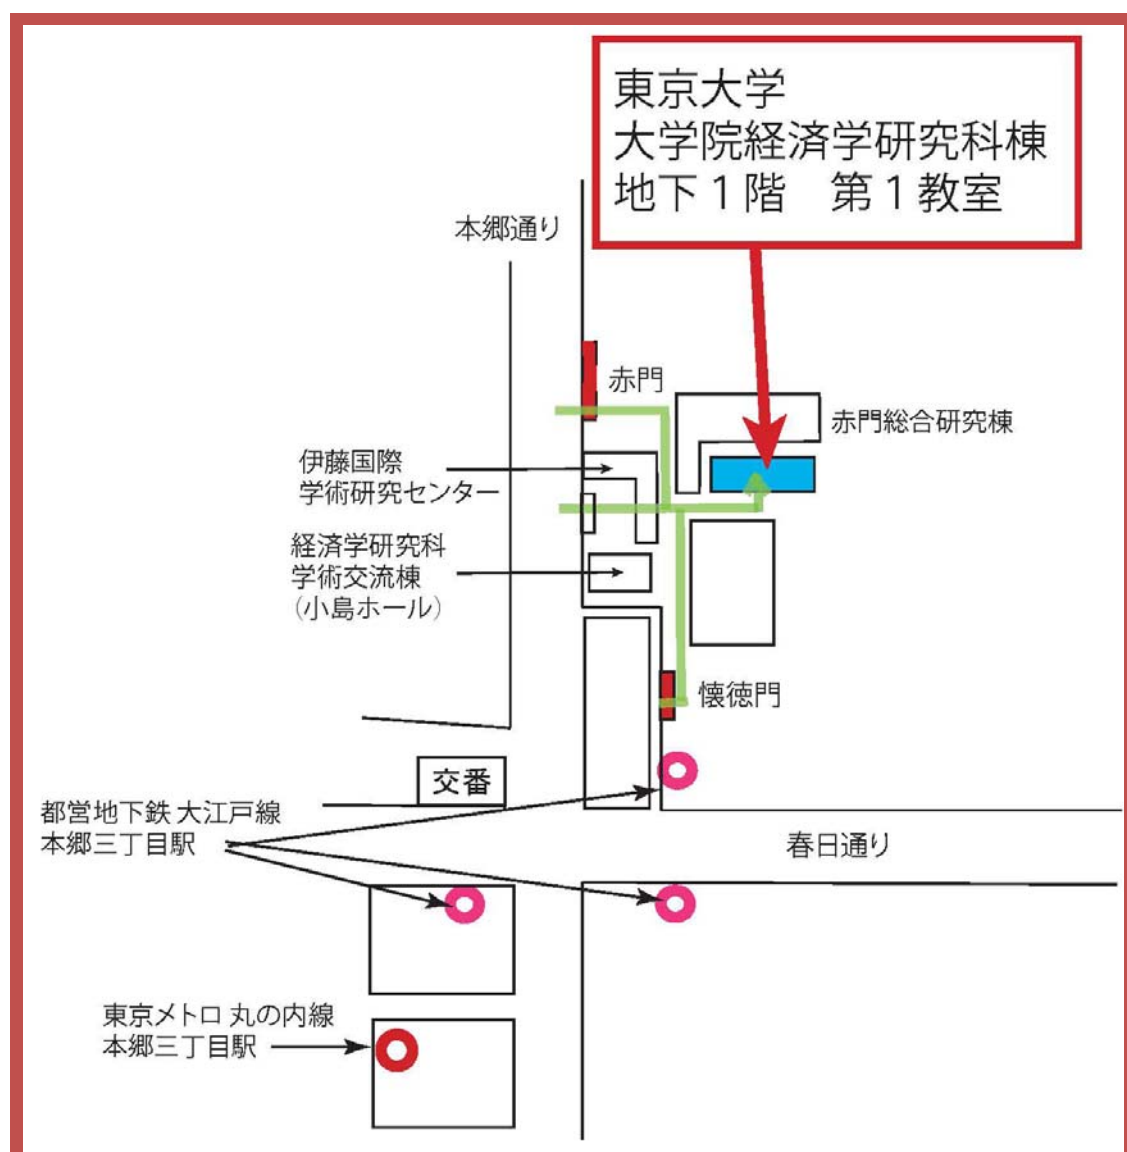 東京大学
大学院経済学研究科棟
地下1階　第1教室
本郷通り
赤門
赤門総合研究棟
伊藤国際
学術研究センター
経済学研究科
学術交流棟
（小島ホール）
懐徳門
交番
都営地下鉄 大江戸線
本郷三丁目駅
春日通り
東京メトロ 丸の内線
本郷三丁目駅